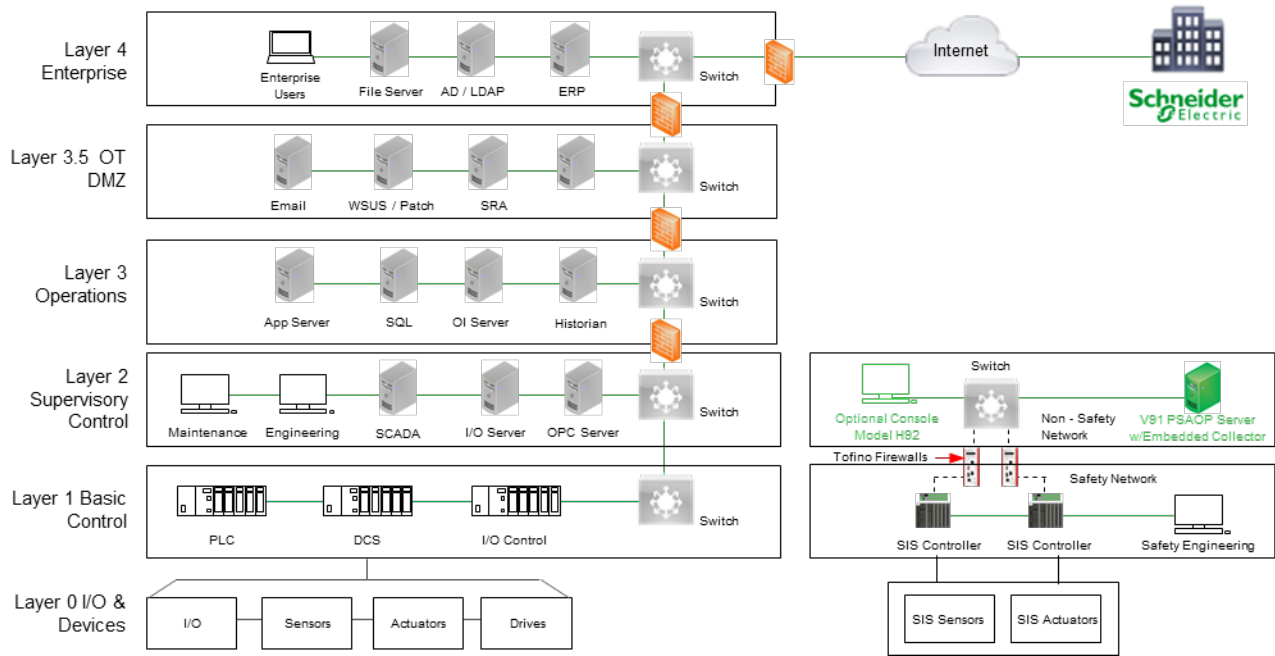 Layer 4
Enterprise
Enterprise
Users
File Server
AD / LDAP
ERP
Switch
Internet
Schneider
Electric
Layer 3.5 OT
DMZ
Email
WSUS / Patch
SRA
Switch
Layer 3
Operations
App Server
SQL
OI Server
Historian
Switch
Layer 2
Supervisory
Control
Maintenance
Engineering
SCADA
I/O Server
OPC Server
Switch
Switch
Optional Console
Model H92
Non - Safety
Network
V91 PSAOP Server
w/Embedded Collector
Tofino Firewalls
Layer 1 Basic
Control
PLC
DCS
I/O Control
Switch
Safety Network
SIS Controller
SIS Controller
Safety Engineering
Layer 0 I/O &
Devices
I/O
Sensors
Actuators
Drives
SIS Sensors
SIS Actuators